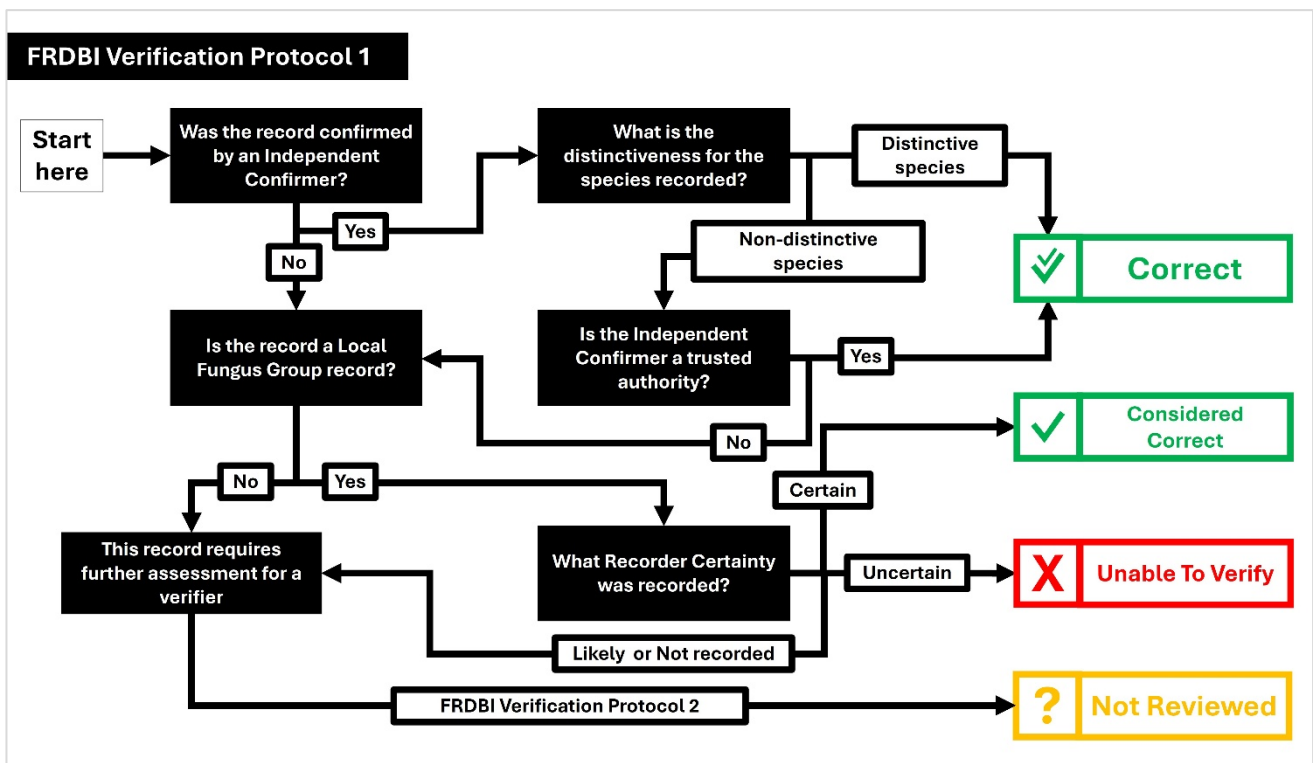 FRDBI Verification Protocol 1
Start
here
Was the record confirmed
by an Independent
Confirmer?
What is the
distinctiveness for the
species recorded?
Distinctive
species
Yes
Non-distinctive
species
No
Correct
Is the record a Local
Fungus Group record?
Is the Independent
Confirmer a trusted
authority?
Yes
No
Considered
Correct
No
Yes
Certain
This record requires
further assessment for a
verifier
What Recorder Certainty
was recorded?
Uncertain
X
Unable To Verify
Likely or Not recorded
FRDBI Verification Protocol 2
?
Not Reviewed